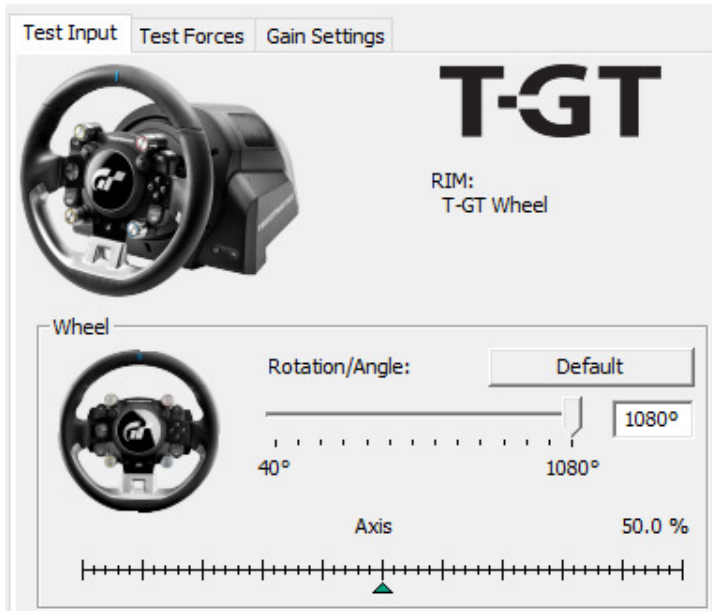 Test Input Test Forces Gain Settings
T-GT
RIM:
T-GT Wheel
Wheel
Rotation/Angle: Default
1080°
40° 1080°
Axis 50.0 %